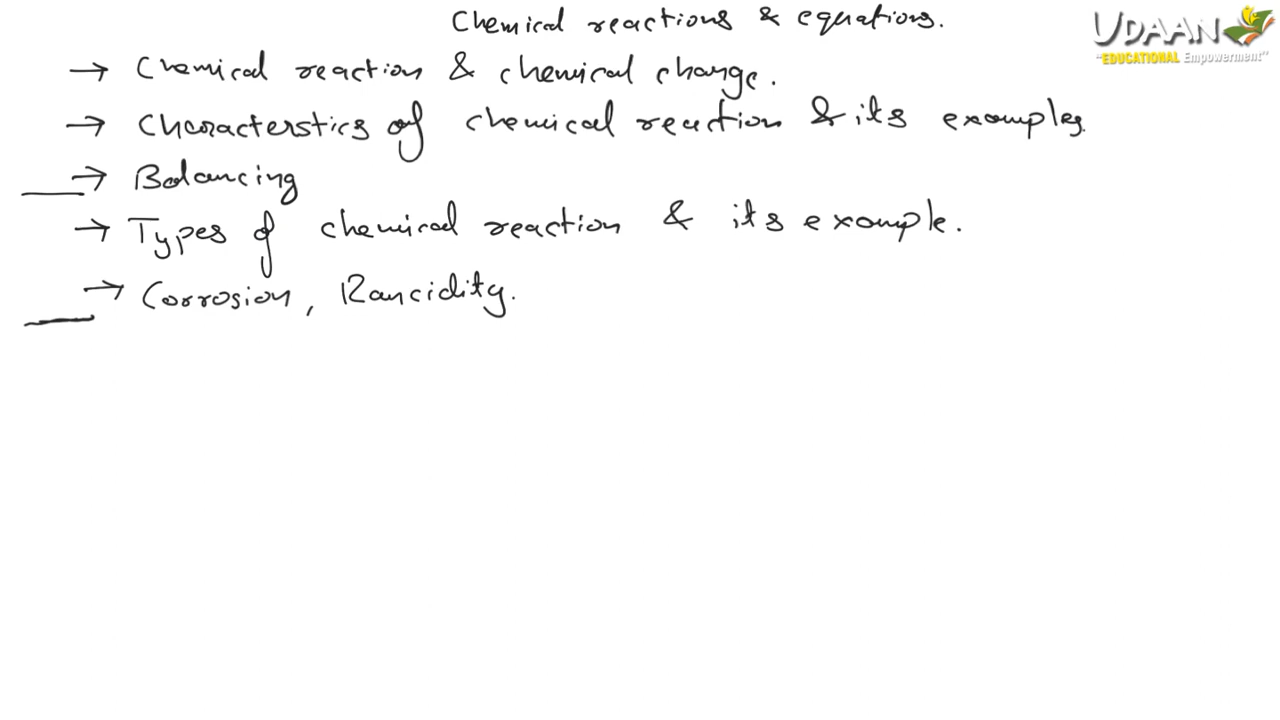 Chemical reactions & equations.
UDAAN
"EDUCATIONAL Empowerment"
→ Chemical reaction & chemical change.
→ Characterstics of chemical reaction & its examples.
→ Balancing
→ Types of chemical reaction & its example.
→ Corrosion, Rancidity.